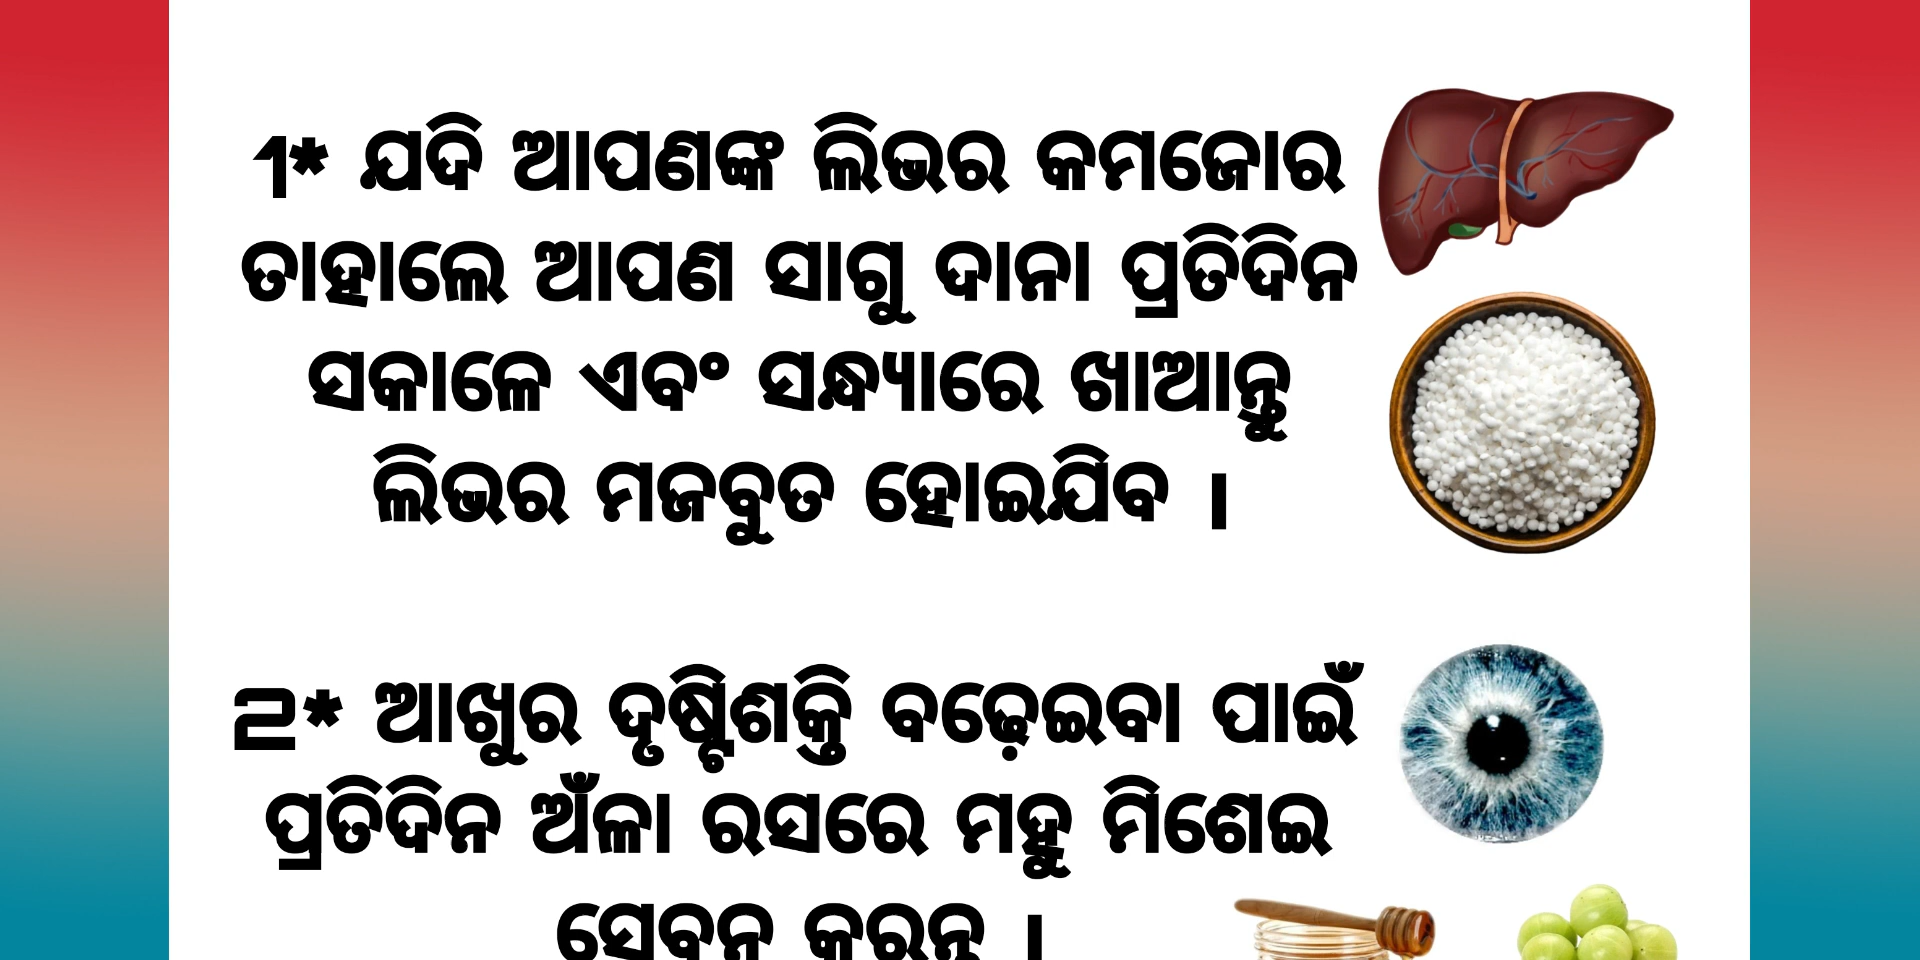 1* ଯଦି ଆପଣଙ୍କ ଲିଭର କମଜୋର
ତାହାଲେ ଆପଣ ସାଗୁ ଦାନା ପ୍ରତିଦିନ
ସକାଳେ ଏବଂ ସନ୍ଧ୍ୟାରେ ଖାଆନ୍ତୁ
ଲିଭର ମଜବୁତ ହୋଇଯିବ ।
2* ଆଖୁର ଦୃଷ୍ଟିଶକ୍ତି ବଢ଼େଇବା ପାଇଁ
ପ୍ରତିଦିନ ଅଁଳା ରସରେ ମହୁ ମିଶେଇ
ସେବନ କରନ୍ତୁ ।